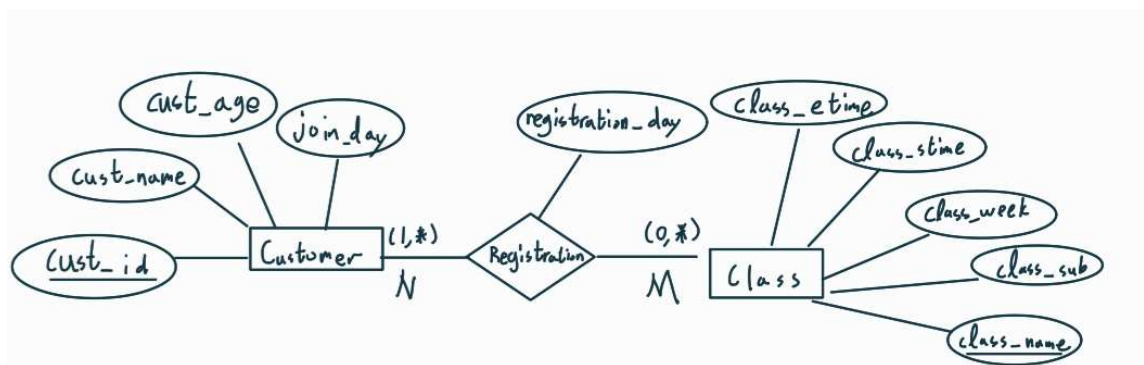 cust_age
join_day
cust_name
cust_id
Customer
(1,*)
N
registration_day
Registration
(0,*)
M
class_etime
class_stime
class_week
class_sub
class_name
Class